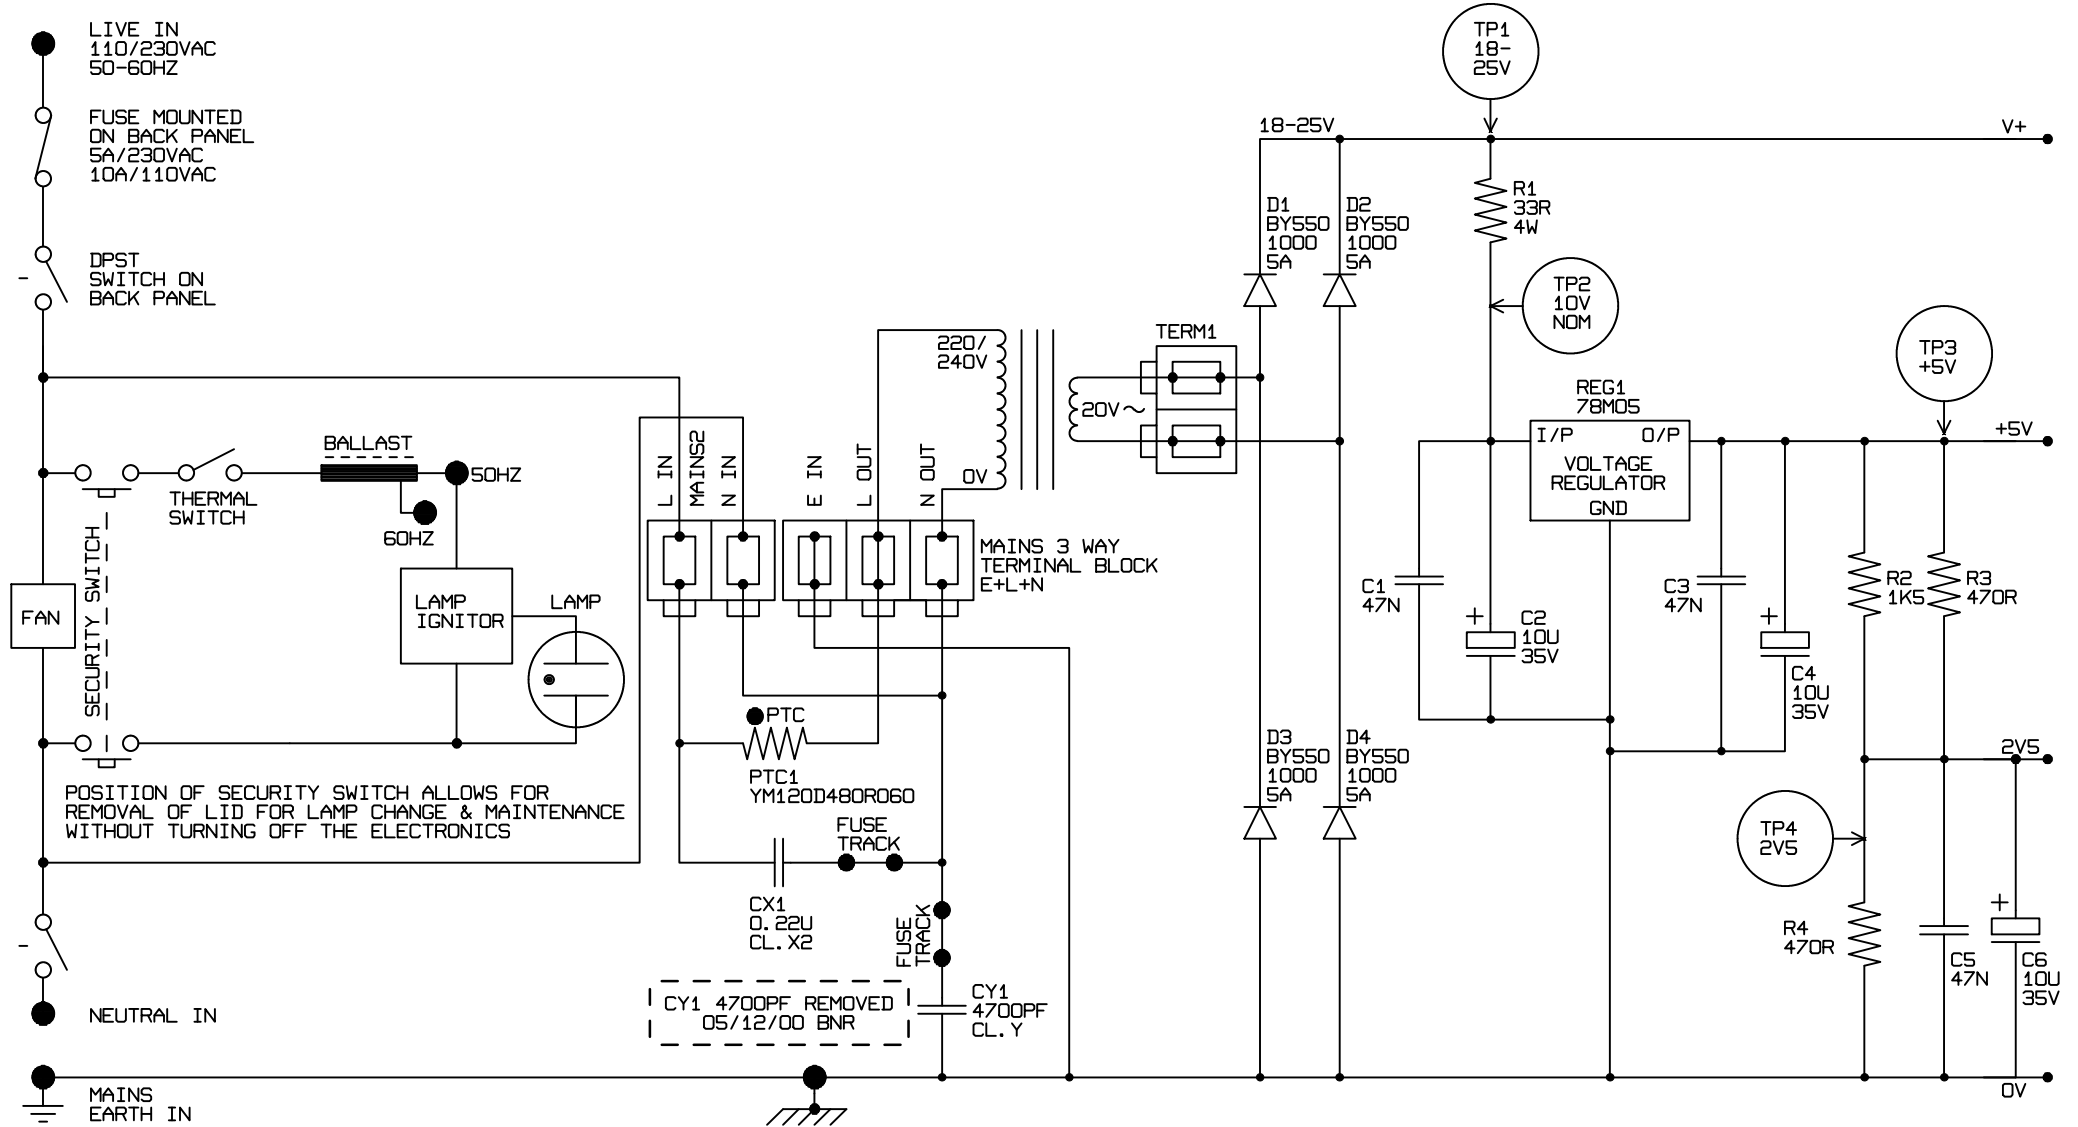 LIVE IN
110/230VAC
50-60HZ
FUSE MOUNTED
ON BACK PANEL
5A/230VAC
10A/110VAC
DPST
SWITCH ON
BACK PANEL
BALLAST
50HZ
60HZ
THERMAL
SWITCH
SECURITY SWITCH
FAN
LAMP
IGNITOR
LAMP
POSITION OF SECURITY SWITCH ALLOWS FOR
REMOVAL OF LID FOR LAMP CHANGE & MAINTENANCE
WITHOUT TURNING OFF THE ELECTRONICS
NEUTRAL IN
MAINS
EARTH IN
L IN
MAINS2
N IN
E IN
L OUT
N OUT
MAINS 3 WAY
TERMINAL BLOCK
E+L+N
220/
240V
0V
20V~
TERM1
PTC
PTC1
YM120D480R060
FUSE
TRACK
CX1
0.22U
CL.X2
FUSE
TRACK
CY1 4700PF REMOVED
05/12/00 BNR
CY1
4700PF
CL.Y
18-25V
D1
BY550
1000
5A
D2
BY550
1000
5A
D3
BY550
1000
5A
D4
BY550
1000
5A
TP1
18-
25V
V+
R1
33R
4W
TP2
10V
NOM
TP3
+5V
REG1
78M05
I/P
O/P
VOLTAGE
REGULATOR
GND
+5V
C1
47N
+
C2
10U
35V
C3
47N
+
C4
10U
35V
R2
1K5
R3
470R
2V5
TP4
2V5
R4
470R
C5
47N
+
C6
10U
35V
0V